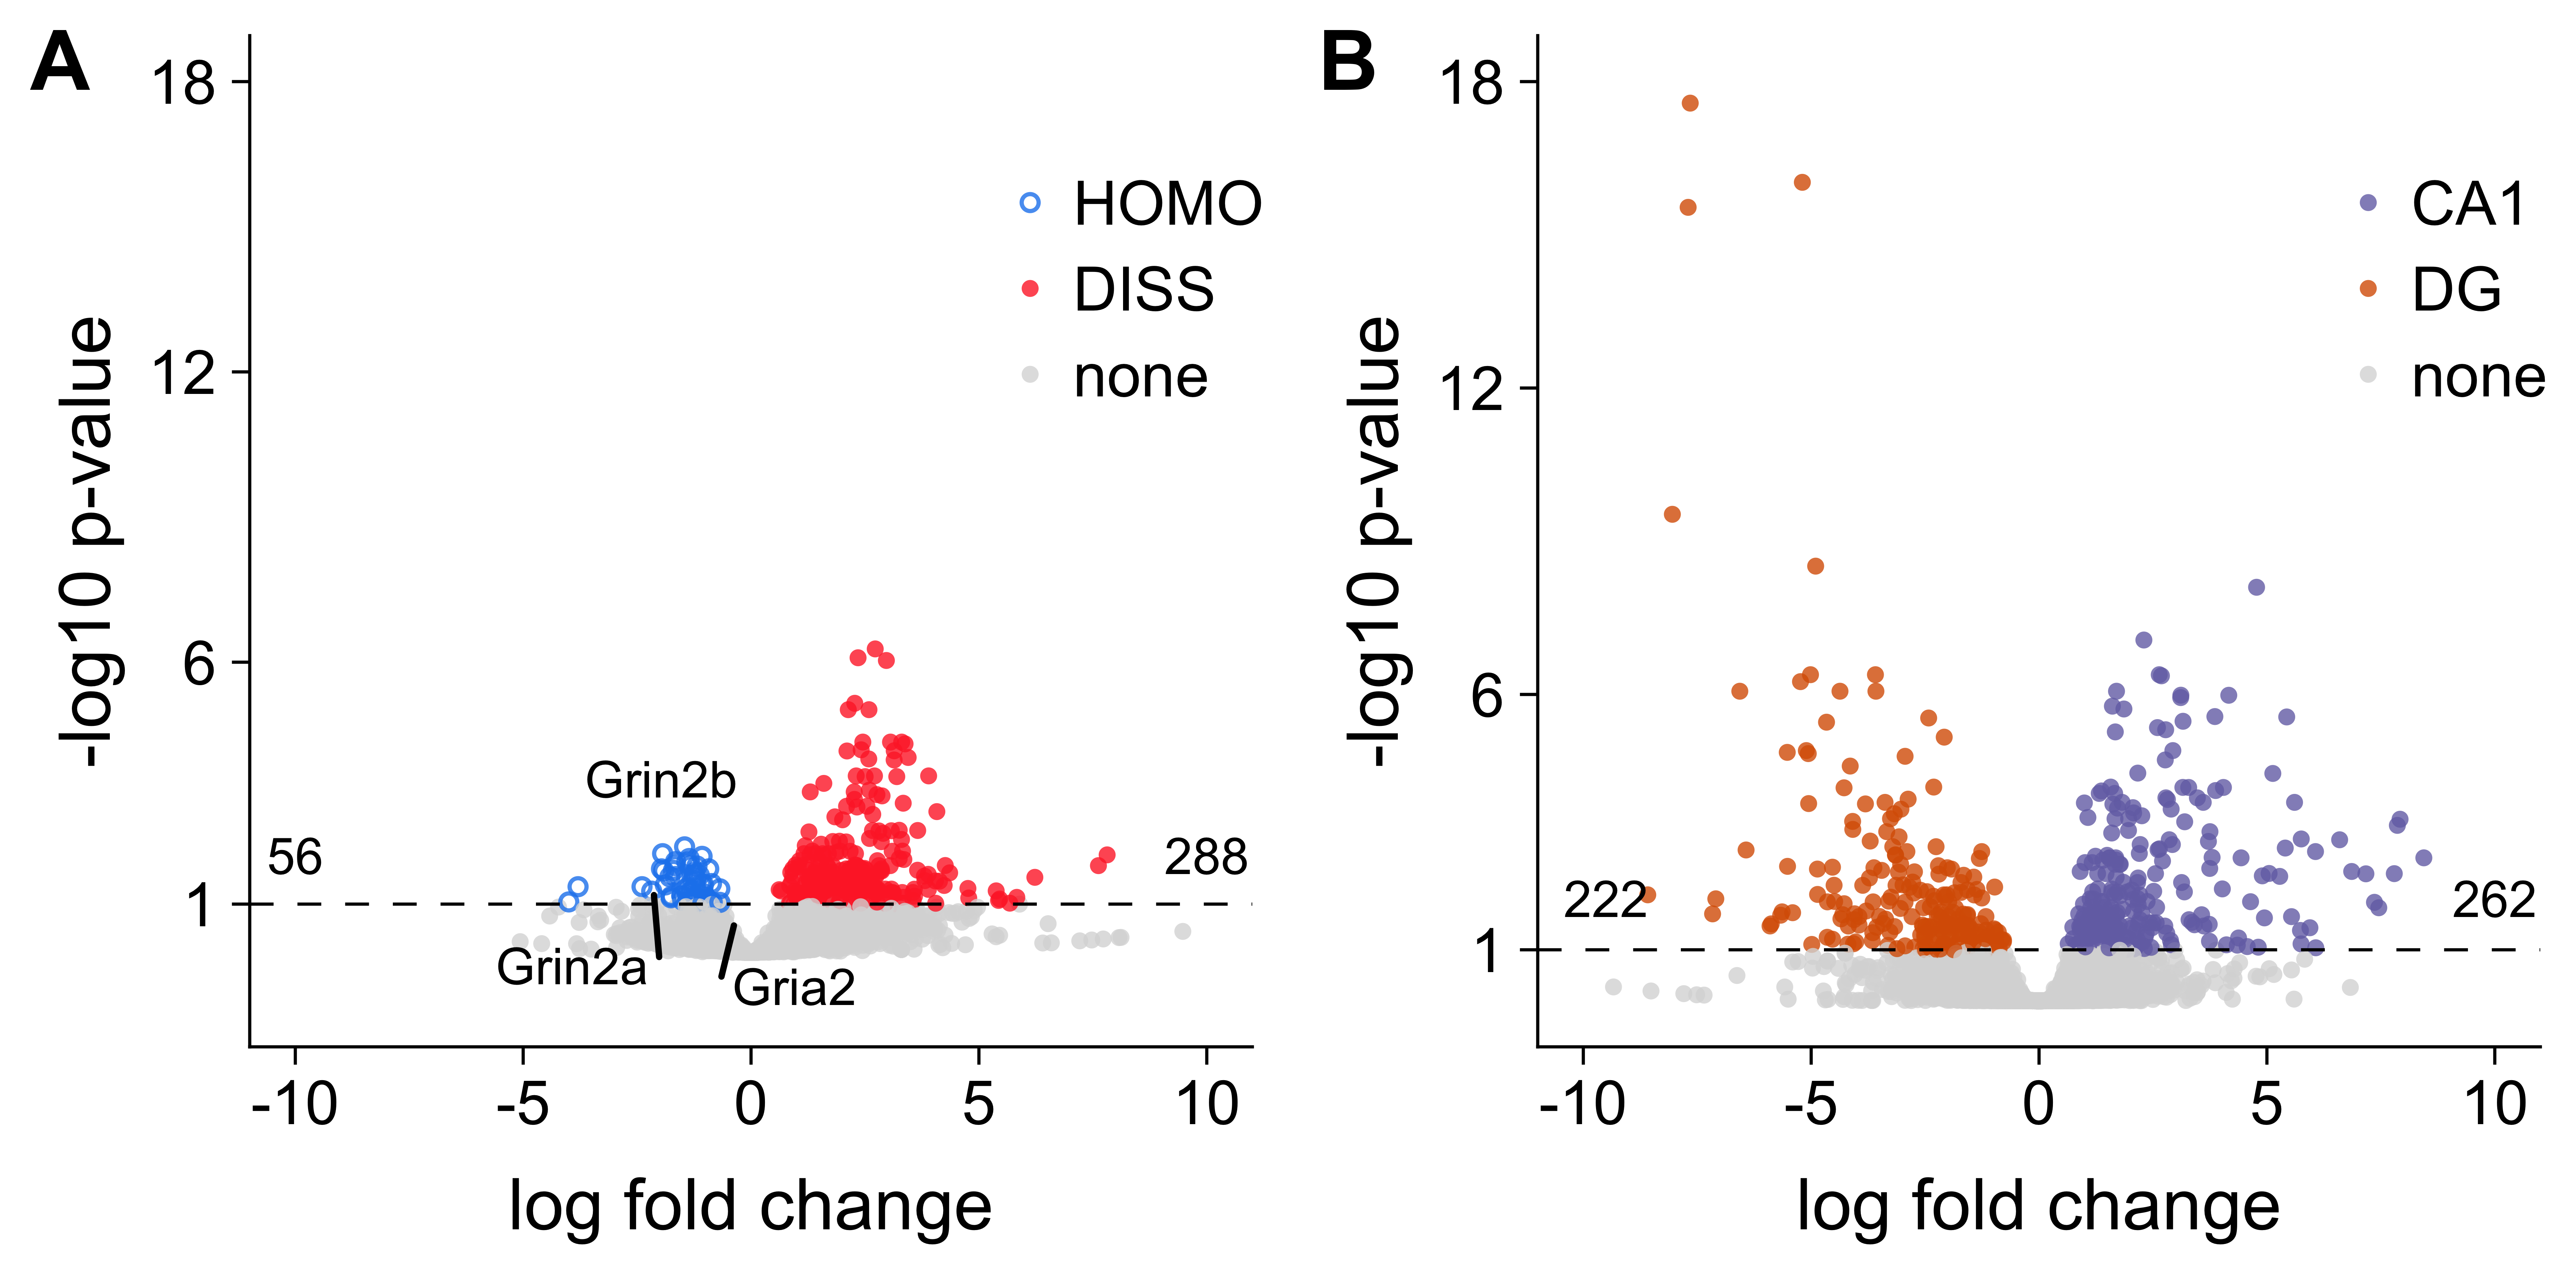 A
18
12
6
1
-log10 p-value
HOMO
DISS
none
Grin2b
56
288
Grin2a
Gria2
-10 -5 0 5 10
log fold change
B
18
12
6
1
-log10 p-value
CA1
DG
none
222
262
-10 -5 0 5 10
log fold change